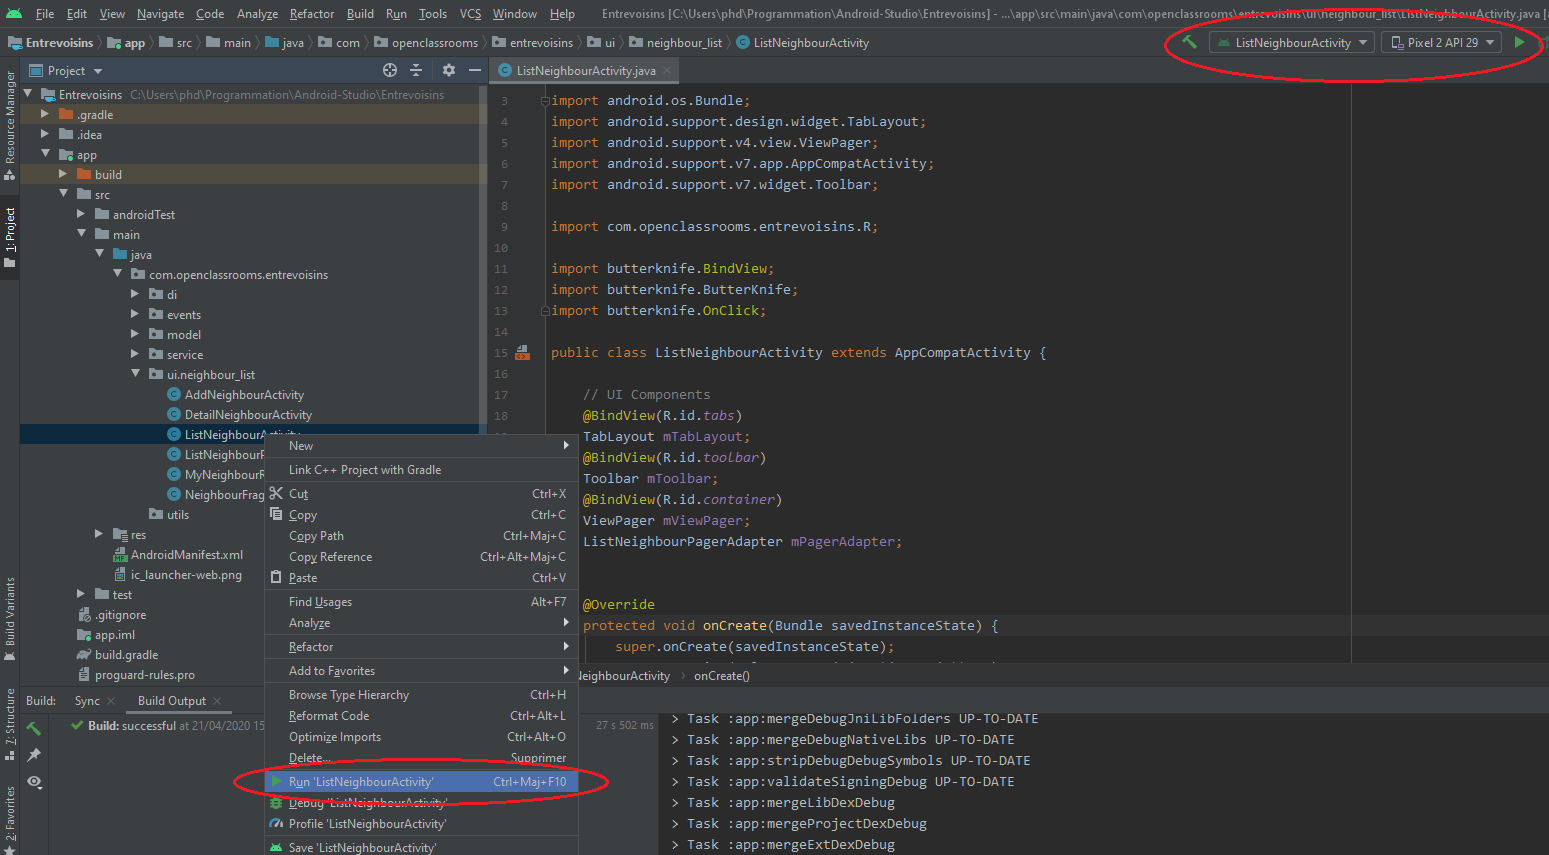 File Edit View Navigate Code Analyze Refactor Build Run Tools VCS Window Help Entrevoisins [C:\Users\phd\Programmation\Android-Studio\Entrevoisins] - ...\app\src\main\java\com\openclassrooms\entrevoisins\ui\neighbour_list\ListNeighbourActivity.java
Entrevoisins app src main java com openclassrooms entrevoisins ui neighbour_list ListNeighbourActivity ListNeighbourActivity Pixel 2 API 29
Project ListNeighbourActivity.java
Resource Manager
1: Project
Build Variants
7: Structure
2: Favorites
Entrevoisins C:\Users\phd\Programmation\Android-Studio\Entrevoisins
.gradle
.idea
app
build
src
androidTest
main
java
com.openclassrooms.entrevoisins
di
events
model
service
ui.neighbour_list
AddNeighbourActivity
DetailNeighbourActivity
ListNeighbourActivity
ListNeighbourP
MyNeighbourR
NeighbourFrag
utils
res
AndroidManifest.xml
ic_launcher-web.png
test
.gitignore
app.iml
build.gradle
proguard-rules.pro
3 import android.os.Bundle;
4 import android.support.design.widget.TabLayout;
5 import android.support.v4.view.ViewPager;
6 import android.support.v7.app.AppCompatActivity;
7 import android.support.v7.widget.Toolbar;
8
9 import com.openclassrooms.entrevoisins.R;
10
11 import butterknife.BindView;
12 import butterknife.ButterKnife;
13 import butterknife.OnClick;
14
15 public class ListNeighbourActivity extends AppCompatActivity {
16
17 // UI Components
18 @BindView(R.id.tabs)
TabLayout mTabLayout;
@BindView(R.id.toolbar)
Toolbar mToolbar;
@BindView(R.id.container)
ViewPager mViewPager;
ListNeighbourPagerAdapter mPagerAdapter;
@Override
protected void onCreate(Bundle savedInstanceState) {
super.onCreate(savedInstanceState);
NeighbourActivity onCreate()
New
Link C++ Project with Gradle
Cut Ctrl+X
Copy Ctrl+C
Copy Path Ctrl+Maj+C
Copy Reference Ctrl+Alt+Maj+C
Paste Ctrl+V
Find Usages Alt+F7
Analyze
Refactor
Add to Favorites
Browse Type Hierarchy Ctrl+H
Reformat Code Ctrl+Alt+L
Optimize Imports Ctrl+Alt+O
Delete... Supprimer
Run 'ListNeighbourActivity' Ctrl+Maj+F10
Debug 'ListNeighbourActivity'
Profile 'ListNeighbourActivity'
Save 'ListNeighbourActivity'
Build: Sync Build Output
Build: successful at 21/04/2020 15 27 s 502 ms
> Task :app:mergeDebugJniLibFolders UP-TO-DATE
> Task :app:mergeDebugNativeLibs UP-TO-DATE
> Task :app:stripDebugDebugSymbols UP-TO-DATE
> Task :app:validateSigningDebug UP-TO-DATE
> Task :app:mergeLibDexDebug
> Task :app:mergeProjectDexDebug
> Task :app:mergeExtDexDebug